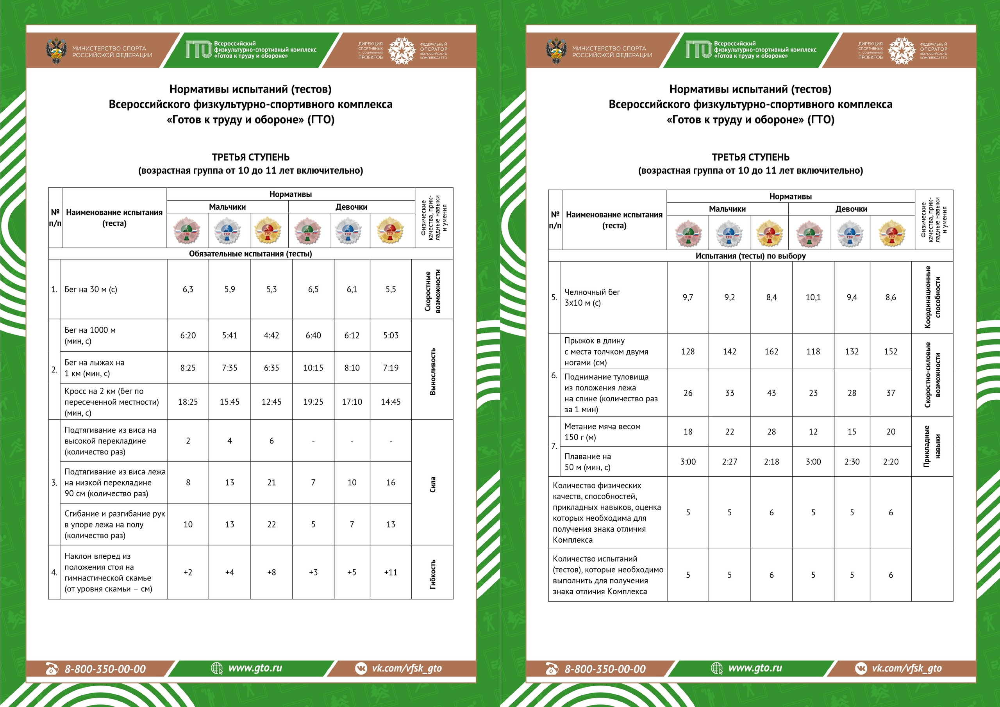 МИНИСТЕРСТВО СПОРТА
РОССИЙСКОЙ ФЕДЕРАЦИИ
ГТО
Всероссийский
физкультурно-спортивный комплекс
«Готов к труду и обороне»
ДИРЕКЦИЯ
СПОРТИВНЫХ
И СОЦИАЛЬНЫХ
ПРОЕКТОВ
ФЕДЕРАЛЬНЫЙ
ОПЕРАТОР
ВСЕРОССИЙСКОГО
КОМПЛЕКСА ГТО
Нормативы испытаний (тестов)
Всероссийского физкультурно-спортивного комплекса
«Готов к труду и обороне» (ГТО)
ТРЕТЬЯ СТУПЕНЬ
(возрастная группа от 10 до 11 лет включительно)
№
п/п
Наименование испытания
(теста)
Нормативы
Мальчики
Девочки
ГТО
ГТО
ГТО
ГТО
ГТО
ГТО
Физические
качества, прик-
ладные навыки
и умения
Обязательные испытания (тесты)
1.
Бег на 30 м (с)
6,3 5,9 5,3 6,5 6,1 5,5
Скоростные
возможности
2.
Бег на 1000 м
(мин, с)
6:20 5:41 4:42 6:40 6:12 5:03
Бег на лыжах на
1 км (мин, с)
8:25 7:35 6:35 10:15 8:10 7:19
Кросс на 2 км (бег по
пересеченной местности)
(мин, с)
18:25 15:45 12:45 19:25 17:10 14:45
Выносливость
3.
Подтягивание из виса на
высокой перекладине
(количество раз)
2 4 6 - - -
Подтягивание из виса лежа
на низкой перекладине
90 см (количество раз)
8 13 21 7 10 16
Сгибание и разгибание рук
в упоре лежа на полу
(количество раз)
10 13 22 5 7 13
Сила
4.
Наклон вперед из
положения стоя на
гимнастической скамье
(от уровня скамьи – см)
+2 +4 +8 +3 +5 +11
Гибкость
8-800-350-00-00
www.gto.ru
vk.com/vfsk_gto
МИНИСТЕРСТВО СПОРТА
РОССИЙСКОЙ ФЕДЕРАЦИИ
ГТО
Всероссийский
физкультурно-спортивный комплекс
«Готов к труду и обороне»
ДИРЕКЦИЯ
СПОРТИВНЫХ
И СОЦИАЛЬНЫХ
ПРОЕКТОВ
ФЕДЕРАЛЬНЫЙ
ОПЕРАТОР
ВСЕРОССИЙСКОГО
КОМПЛЕКСА ГТО
Нормативы испытаний (тестов)
Всероссийского физкультурно-спортивного комплекса
«Готов к труду и обороне» (ГТО)
ТРЕТЬЯ СТУПЕНЬ
(возрастная группа от 10 до 11 лет включительно)
№
п/п
Наименование испытания
(теста)
Нормативы
Мальчики
Девочки
ГТО
ГТО
ГТО
ГТО
ГТО
ГТО
Физические
качества, прик-
ладные навыки
и умения
Испытания (тесты) по выбору
5.
Челночный бег
3х10 м (с)
9,7 9,2 8,4 10,1 9,4 8,6
Координационные
способности
6.
Прыжок в длину
с места толчком двумя
ногами (см)
128 142 162 118 132 152
Поднимание туловища
из положения лежа
на спине (количество раз
за 1 мин)
26 33 43 23 28 37
Скоростно-силовые
возможности
7.
Метание мяча весом
150 г (м)
18 22 28 12 15 20
Плавание на
50 м (мин, с)
3:00 2:27 2:18 3:00 2:30 2:20
Прикладные
навыки
Количество физических
качеств, способностей,
прикладных навыков, оценка
которых необходима для
получения знака отличия
Комплекса
5 5 6 5 5 6
Количество испытаний
(тестов), которые необходимо
выполнить для получения
знака отличия Комплекса
5 5 6 5 5 6
8-800-350-00-00
www.gto.ru
vk.com/vfsk_gto